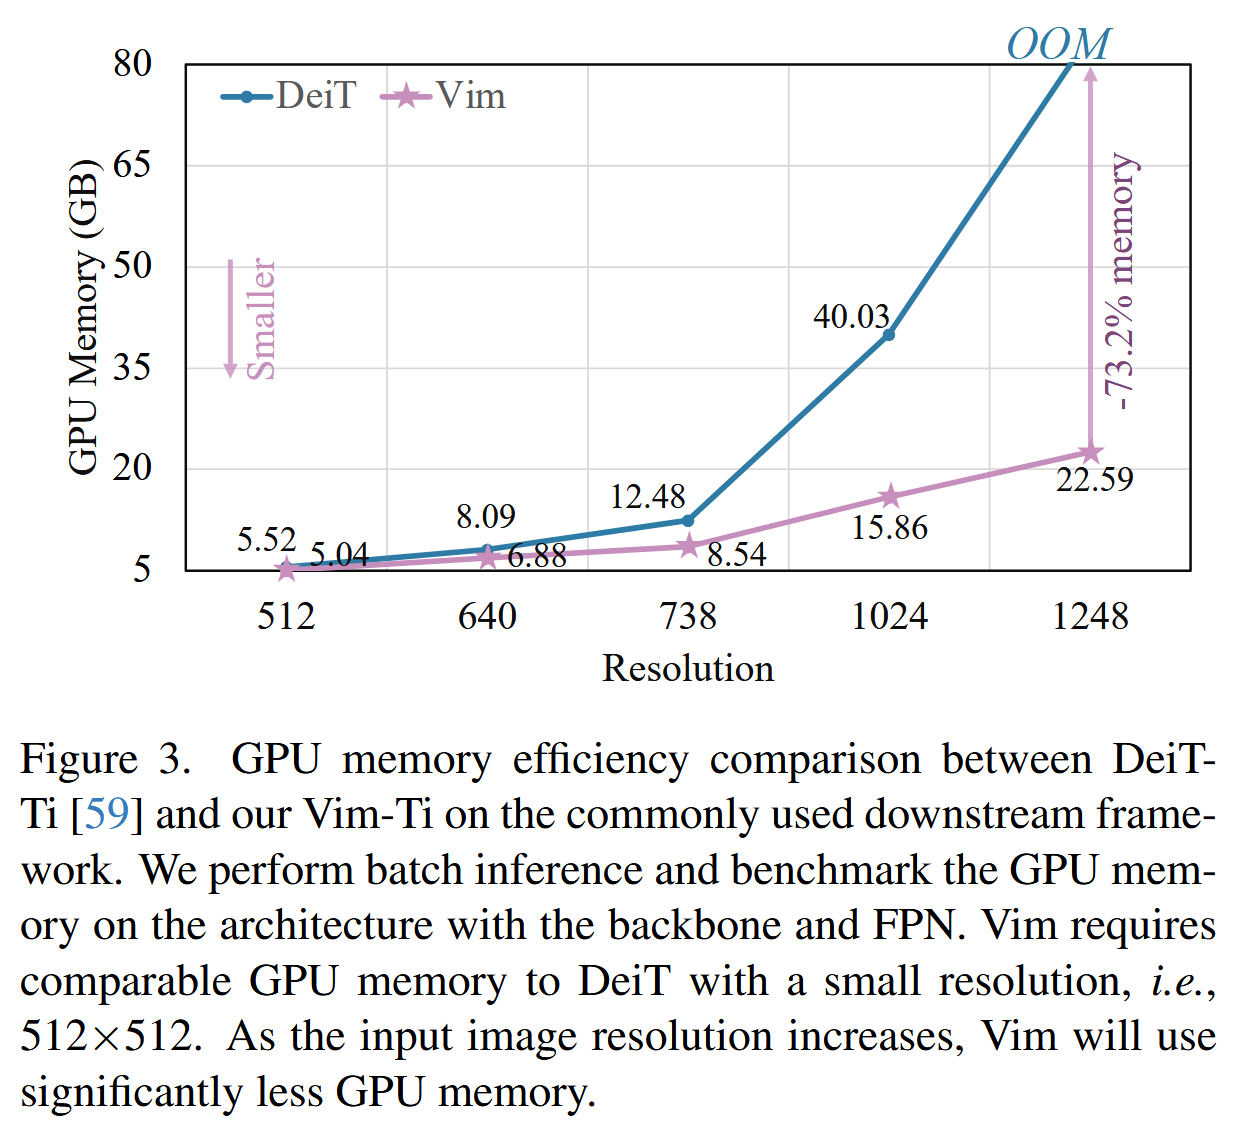 OOM
80
DeiT Vim
65
50
35
20
5
GPU Memory (GB)
Smaller
-73.2% memory
40.03
12.48
8.09
5.52
5.04
6.88
8.54
15.86
22.59
512 640 738 1024 1248
Resolution
Figure 3. GPU memory efficiency comparison between DeiT-
Ti [59] and our Vim-Ti on the commonly used downstream frame-
work. We perform batch inference and benchmark the GPU mem-
ory on the architecture with the backbone and FPN. Vim requires
comparable GPU memory to DeiT with a small resolution, i.e.,
512×512. As the input image resolution increases, Vim will use
significantly less GPU memory.